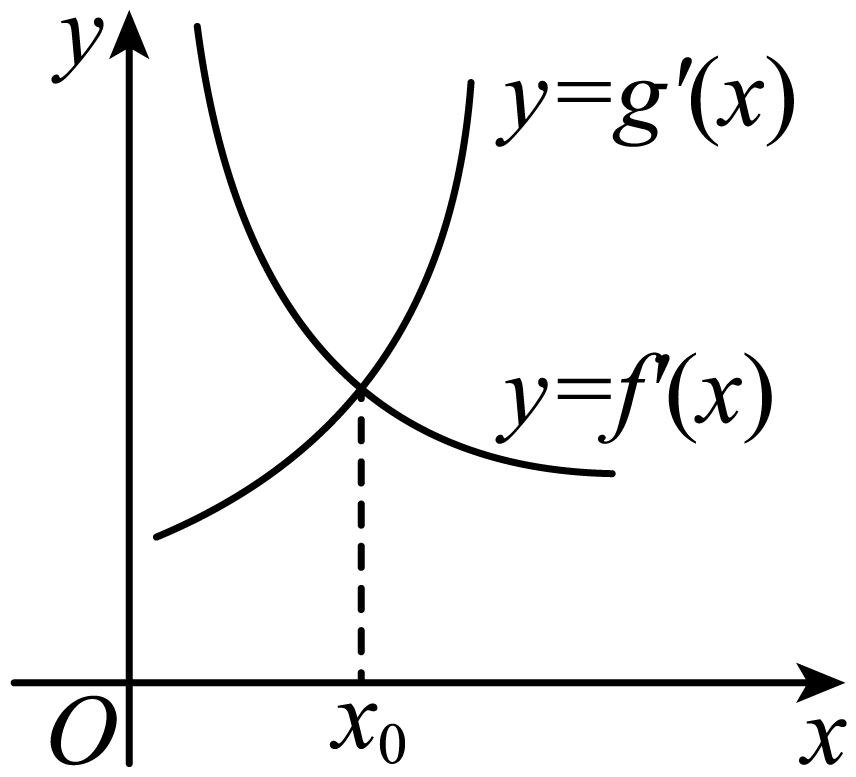 y
y=g′(x)
y=f′(x)
O
x₀
x